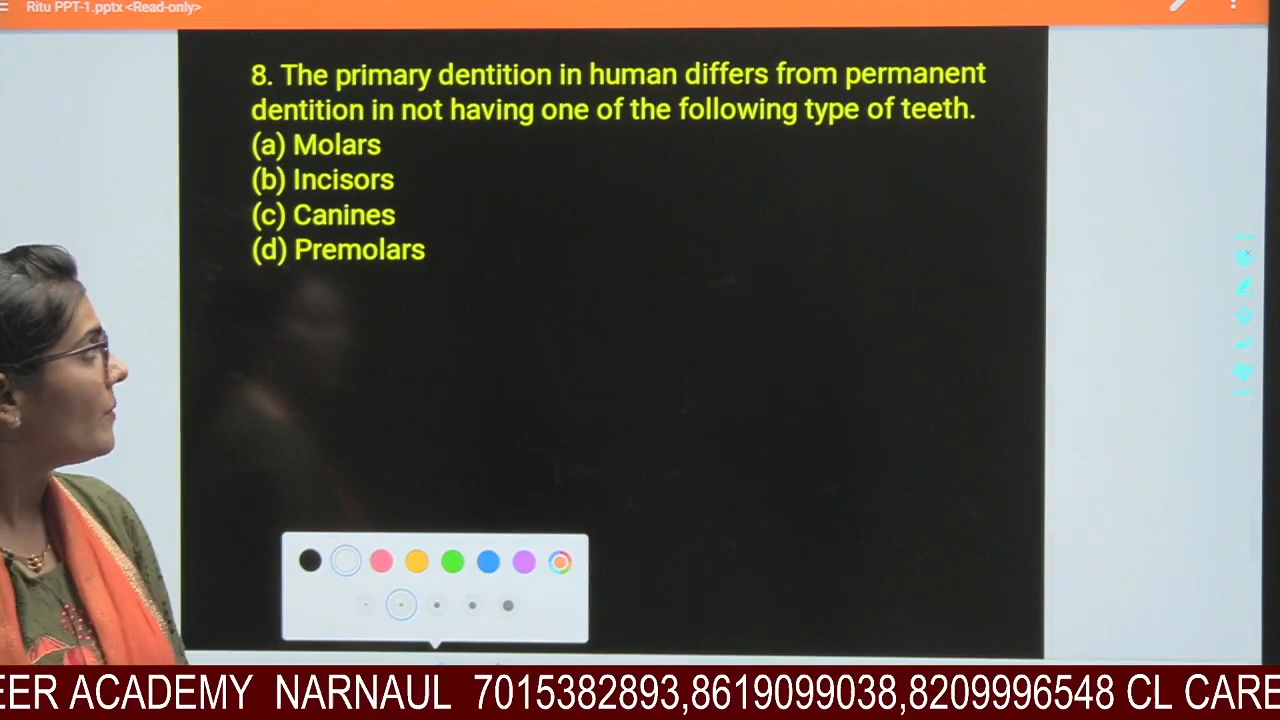 Ritu PPT-1.pptx <Read-only>
8. The primary dentition in human differs from permanent
dentition in not having one of the following type of teeth.
(a) Molars
(b) Incisors
(c) Canines
(d) Premolars
EER ACADEMY NARNAUL 7015382893,8619099038,8209996548 CL CARE